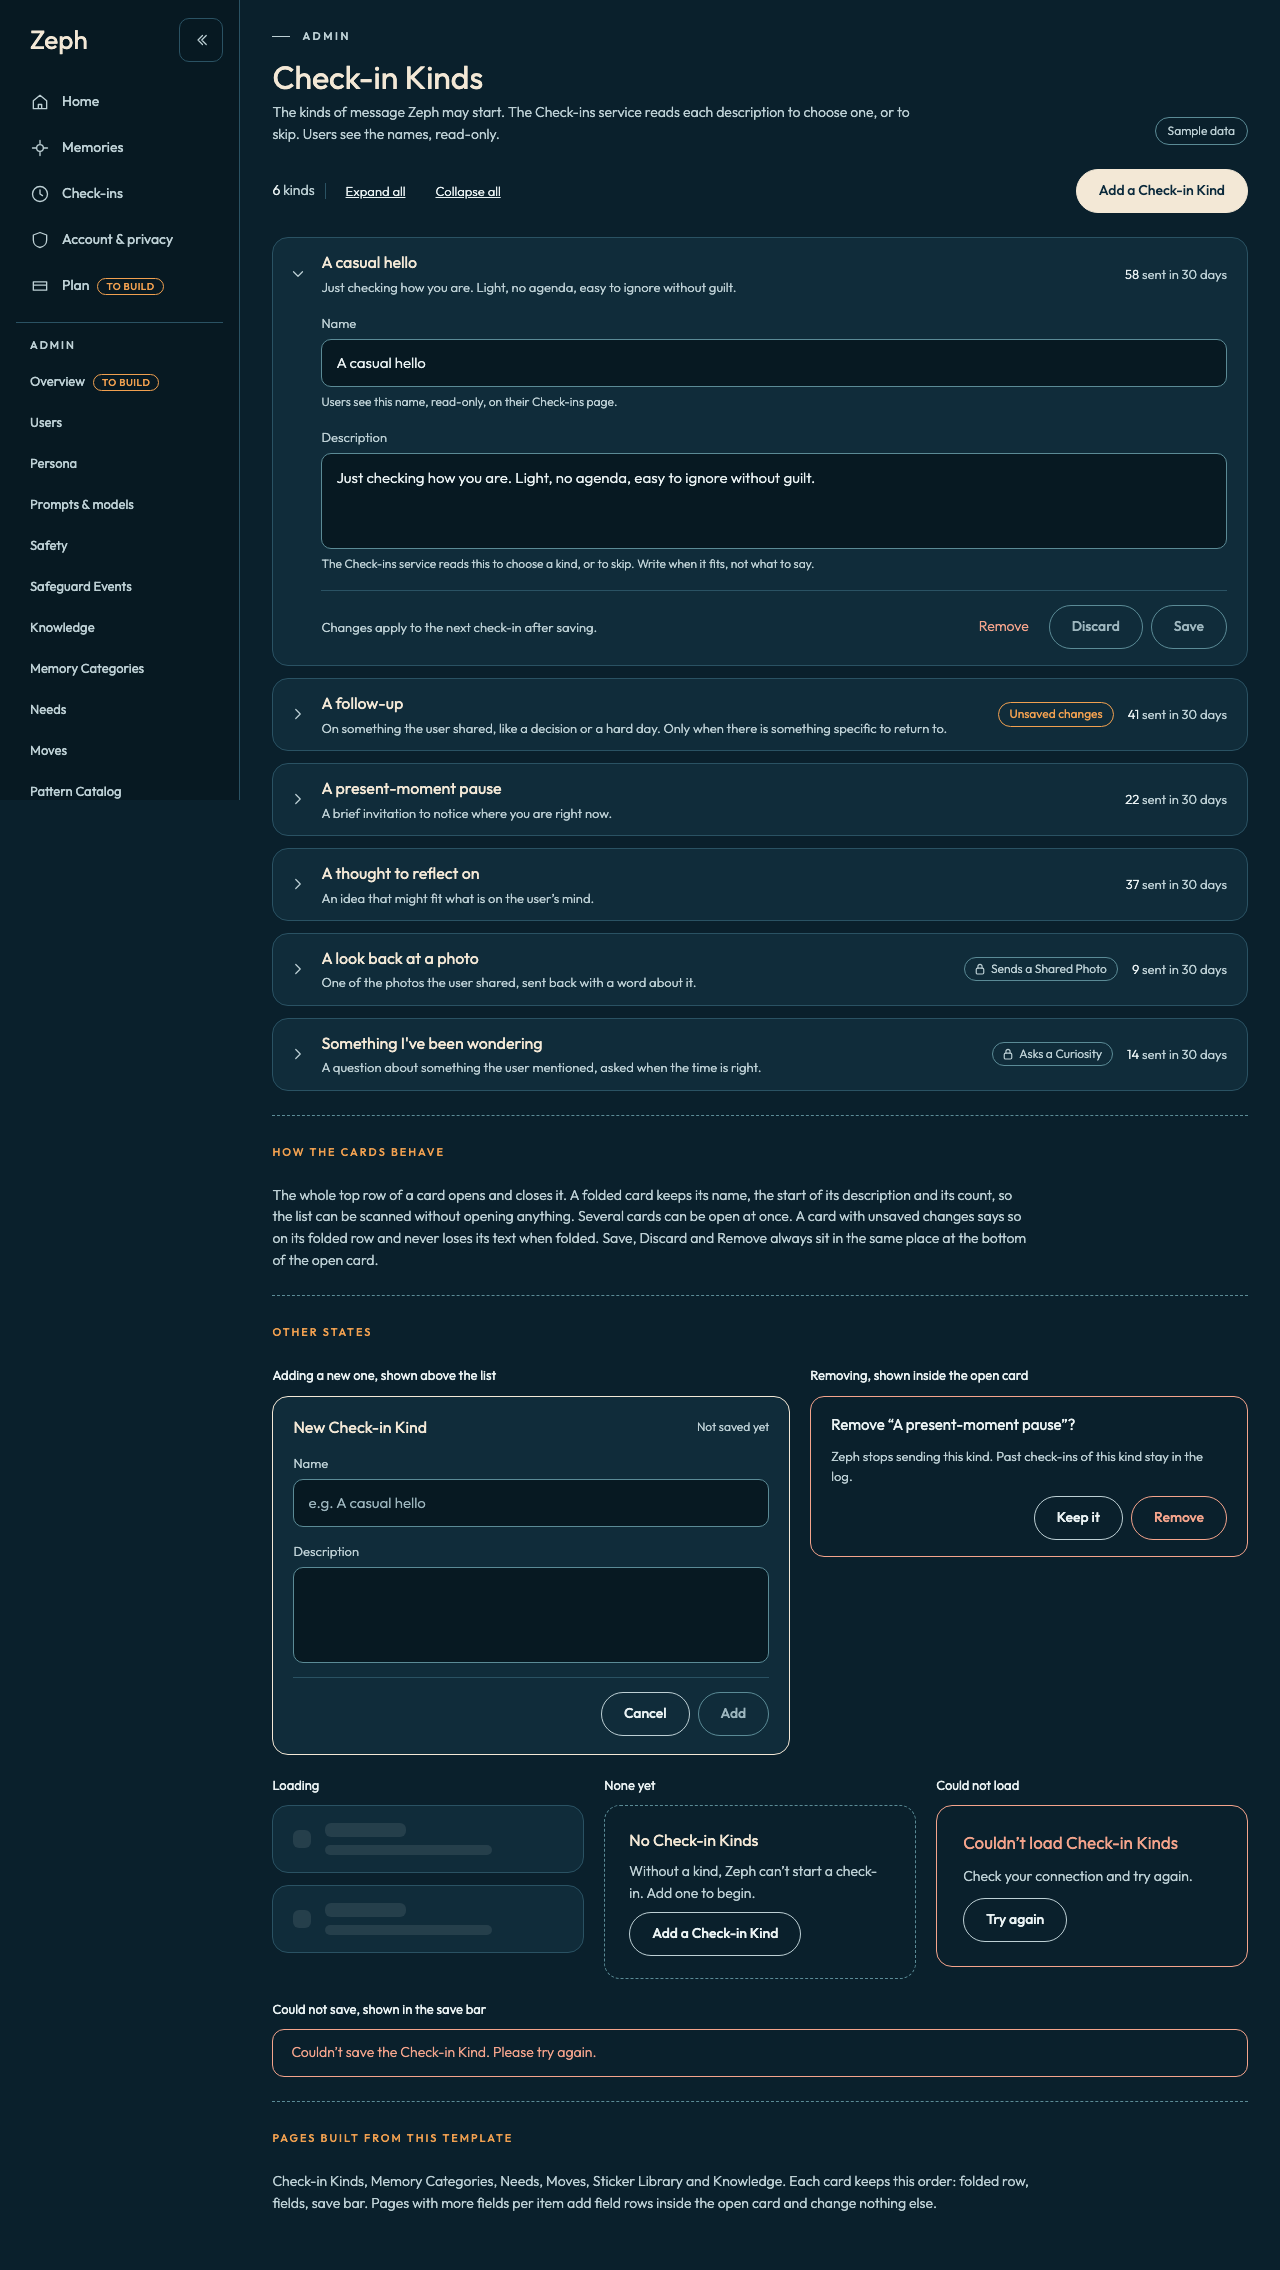 Zeph
Home
Memories
Check-ins
Account & privacy
Plan TO BUILD
ADMIN
Overview TO BUILD
Users
Persona
Prompts & models
Safety
Safeguard Events
Knowledge
Memory Categories
Needs
Moves
Pattern Catalog
ADMIN
Check-in Kinds
The kinds of message Zeph may start. The Check-ins service reads each description to choose one, or to
skip. Users see the names, read-only.
Sample data
6 kinds
Expand all
Collapse all
Add a Check-in Kind
A casual hello
Just checking how you are. Light, no agenda, easy to ignore without guilt.
58 sent in 30 days
Name
A casual hello
Users see this name, read-only, on their Check-ins page.
Description
Just checking how you are. Light, no agenda, easy to ignore without guilt.
The Check-ins service reads this to choose a kind, or to skip. Write when it fits, not what to say.
Changes apply to the next check-in after saving.
Remove
Discard
Save
A follow-up
On something the user shared, like a decision or a hard day. Only when there is something specific to return to.
Unsaved changes
41 sent in 30 days
A present-moment pause
A brief invitation to notice where you are right now.
22 sent in 30 days
A thought to reflect on
An idea that might fit what is on the user’s mind.
37 sent in 30 days
A look back at a photo
One of the photos the user shared, sent back with a word about it.
Sends a Shared Photo
9 sent in 30 days
Something I've been wondering
A question about something the user mentioned, asked when the time is right.
Asks a Curiosity
14 sent in 30 days
HOW THE CARDS BEHAVE
The whole top row of a card opens and closes it. A folded card keeps its name, the start of its description and its count, so
the list can be scanned without opening anything. Several cards can be open at once. A card with unsaved changes says so
on its folded row and never loses its text when folded. Save, Discard and Remove always sit in the same place at the bottom
of the open card.
OTHER STATES
Adding a new one, shown above the list
New Check-in Kind
Not saved yet
Name
e.g. A casual hello
Description
Cancel
Add
Removing, shown inside the open card
Remove “A present-moment pause”?
Zeph stops sending this kind. Past check-ins of this kind stay in the
log.
Keep it
Remove
Loading
None yet
No Check-in Kinds
Without a kind, Zeph can’t start a check-
in. Add one to begin.
Add a Check-in Kind
Could not load
Couldn’t load Check-in Kinds
Check your connection and try again.
Try again
Could not save, shown in the save bar
Couldn’t save the Check-in Kind. Please try again.
PAGES BUILT FROM THIS TEMPLATE
Check-in Kinds, Memory Categories, Needs, Moves, Sticker Library and Knowledge. Each card keeps this order: folded row,
fields, save bar. Pages with more fields per item add field rows inside the open card and change nothing else.